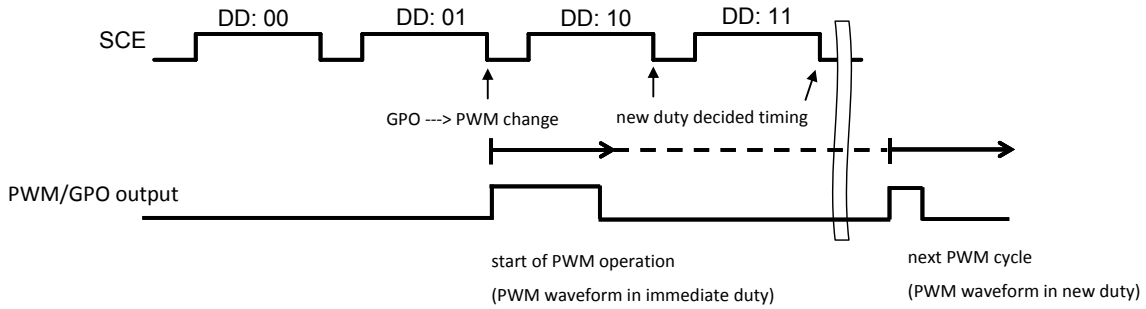 DD: 00 DD: 01 DD: 10 DD: 11
SCE
GPO ---> PWM change new duty decided timing
PWM/GPO output
start of PWM operation
(PWM waveform in immediate duty)
next PWM cycle
(PWM waveform in new duty)